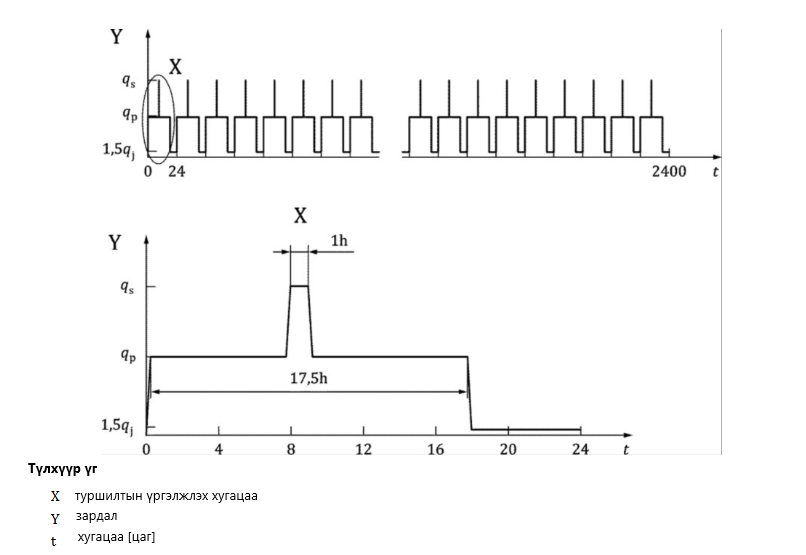 Y
X
qs
qp
1,5qj
0 24 2400 t
X
Y
1h
qs
qp
17,5h
1,5qj
0 4 8 12 16 20 24 t
Түлхүүр үг
X туршилтын үргэлжлэх хугацаа
Y зардал
t хугацаа [цаг]